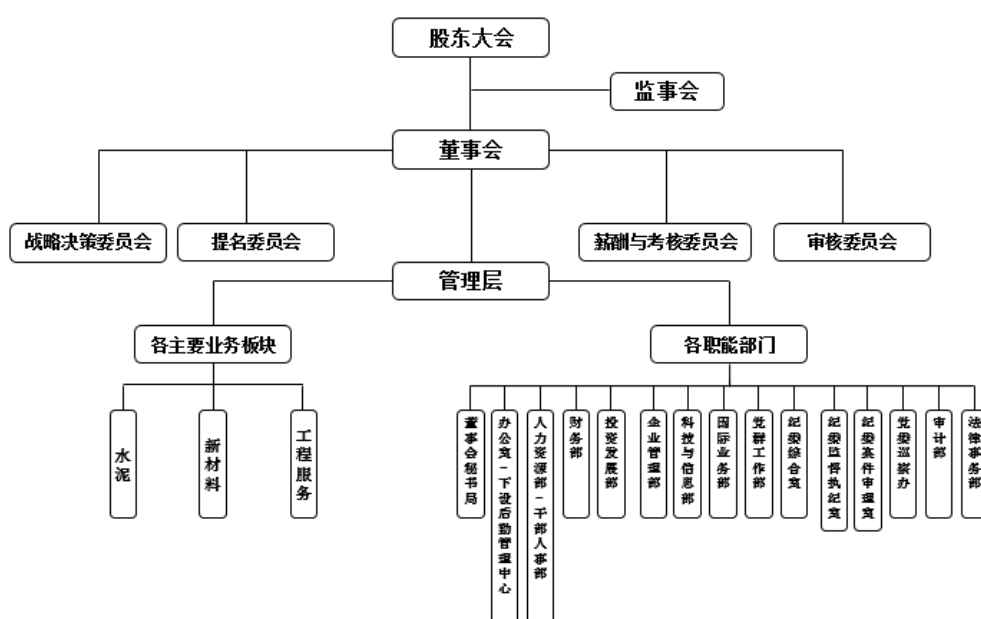 股东大会
监事会
董事会
战略决策委员会
提名委员会
薪酬与考核委员会
审核委员会
管理层
各主要业务板块
各职能部门
水泥
新材料
工程服务
董事会秘书局
办公室-下设后勤管理中心
人力资源部-干部人事部
财务部
投资发展部
企业管理部
科技与信息部
国际业务部
党群工作部
纪委综合室
纪委监督执纪室
纪委案件审理室
党委巡察办
审计部
法律事务部